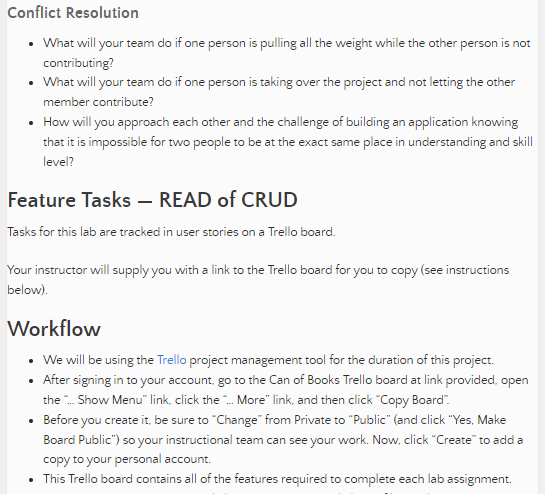 Conflict Resolution
• What will your team do if one person is pulling all the weight while the other person is not
contributing?
• What will your team do if one person is taking over the project and not letting the other
member contribute?
• How will you approach each other and the challenge of building an application knowing
that it is impossible for two people to be at the exact same place in understanding and skill
level?
Feature Tasks — READ of CRUD
Tasks for this lab are tracked in user stories on a Trello board.
Your instructor will supply you with a link to the Trello board for you to copy (see instructions
below).
Workflow
• We will be using the Trello project management tool for the duration of this project.
• After signing in to your account, go to the Can of Books Trello board at link provided, open
the “… Show Menu” link, click the “… More” link, and then click “Copy Board”.
• Before you create it, be sure to “Change” from Private to “Public” (and click “Yes, Make
Board Public”) so your instructional team can see your work. Now, click “Create” to add a
copy to your personal account.
• This Trello board contains all of the features required to complete each lab assignment.